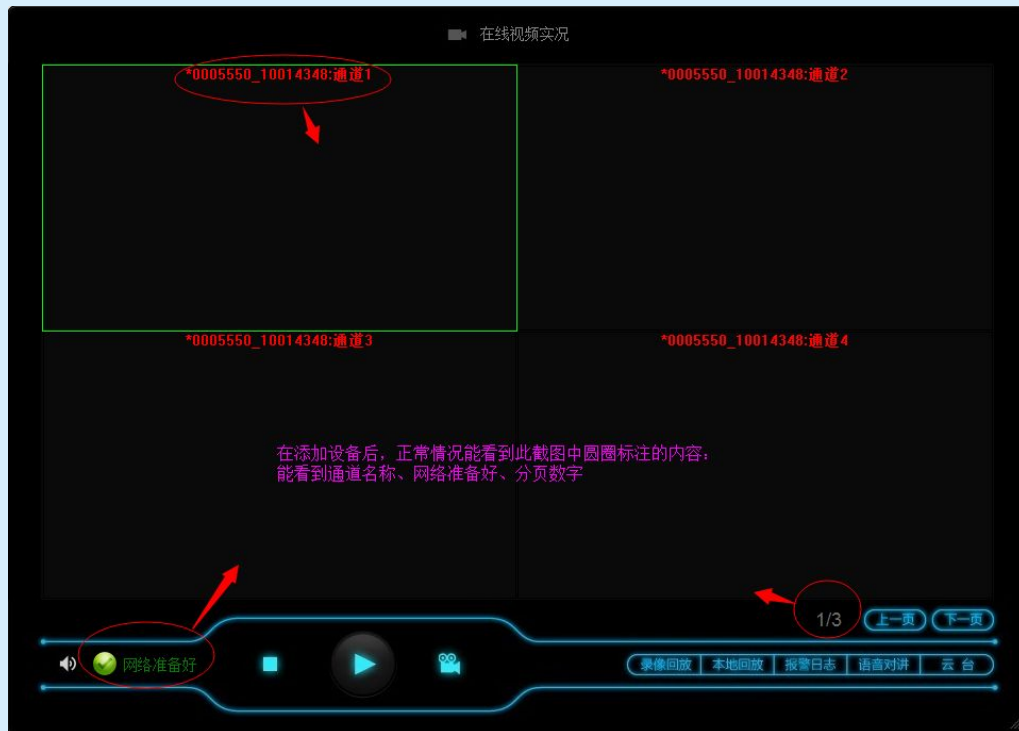 在线视频实况
*0005550_10014348:通道1
*0005550_10014348:通道2
*0005550_10014348:通道3
*0005550_10014348:通道4
在添加设备后，正常情况能看到此截图中圆圈标注的内容：
能看到通道名称、网络准备好、分页数字
1/3
上一页
下一页
网络准备好
录像回放
本地回放
报警日志
语音对讲
云 台